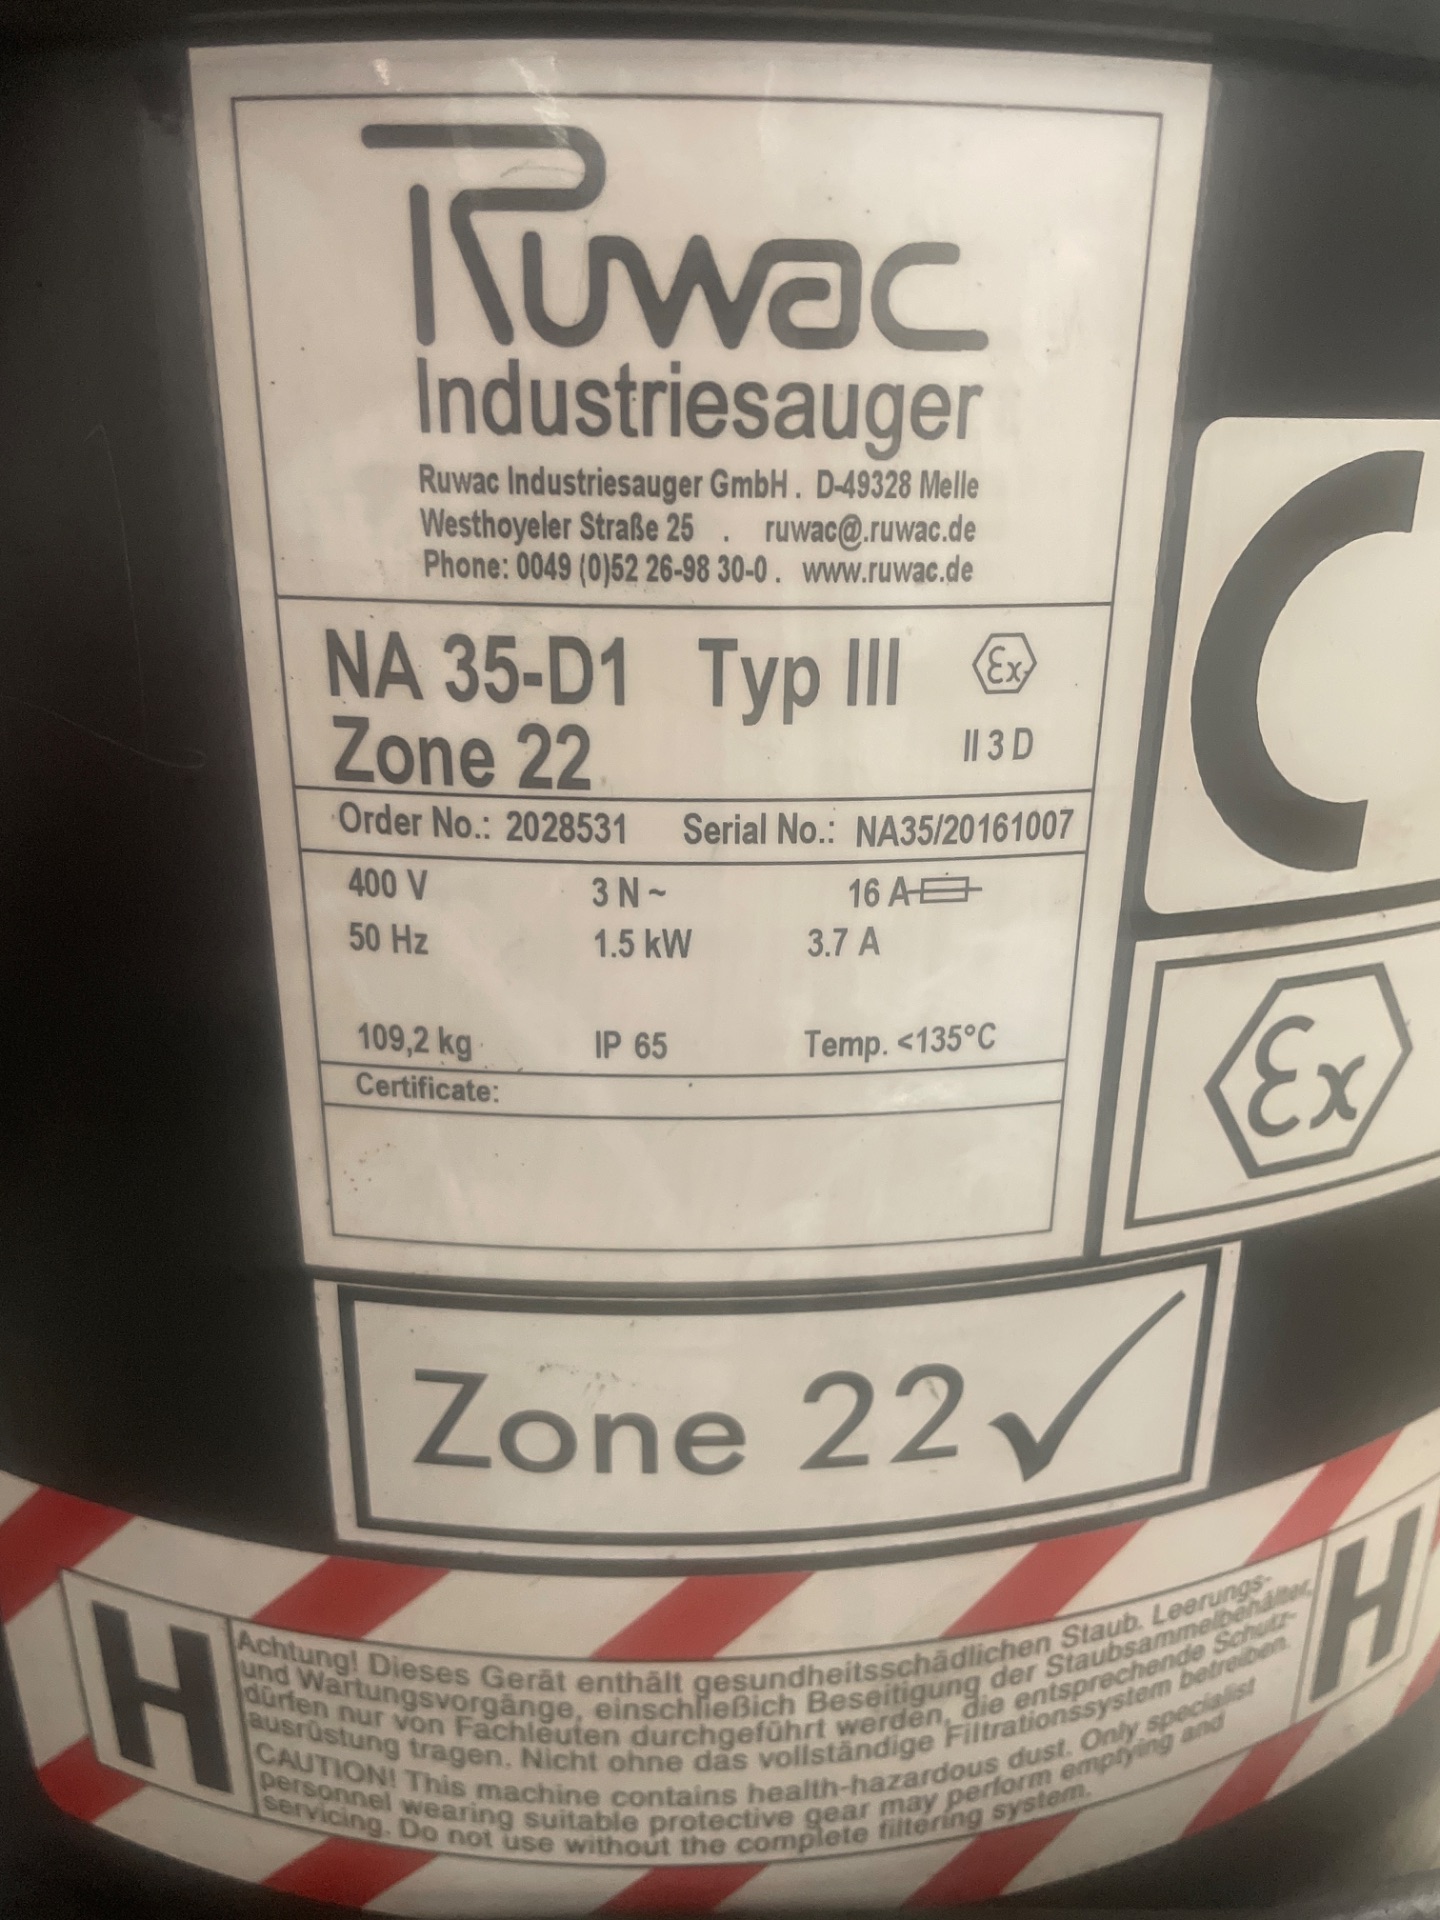 Ruwac
Industriesauger
Ruwac Industriesauger GmbH . D-49328 Melle
Westhoyeler Straße 25 . ruwac@.ruwac.de
Phone: 0049 (0)52 26-98 30-0 . www.ruwac.de
NA 35-D1 Typ III Ex
Zone 22 II 3 D
Order No.: 2028531 Serial No.: NA35/20161007
400 V 3 N ~ 16 A
50 Hz 1.5 kW 3.7 A
109,2 kg IP 65 Temp. <135°C
Certificate:
C
Ex
Zone 22 ✓
H
Achtung! Dieses Gerät enthält gesundheitsschädlichen Staub. Leerungs-
und Wartungsvorgänge, einschließich Beseitigung der Staubsammelbehälter,
dürfen nur von Fachleuten durchgeführt werden, die entsprechende Schutz-
ausrüstung tragen. Nicht ohne das vollständige Filtrationssystem betreiben.
CAUTION! This machine contains health-hazardous dust. Only specialist
personnel wearing suitable protective gear may perform emptying and
servicing. Do not use without the complete filtering system.
H